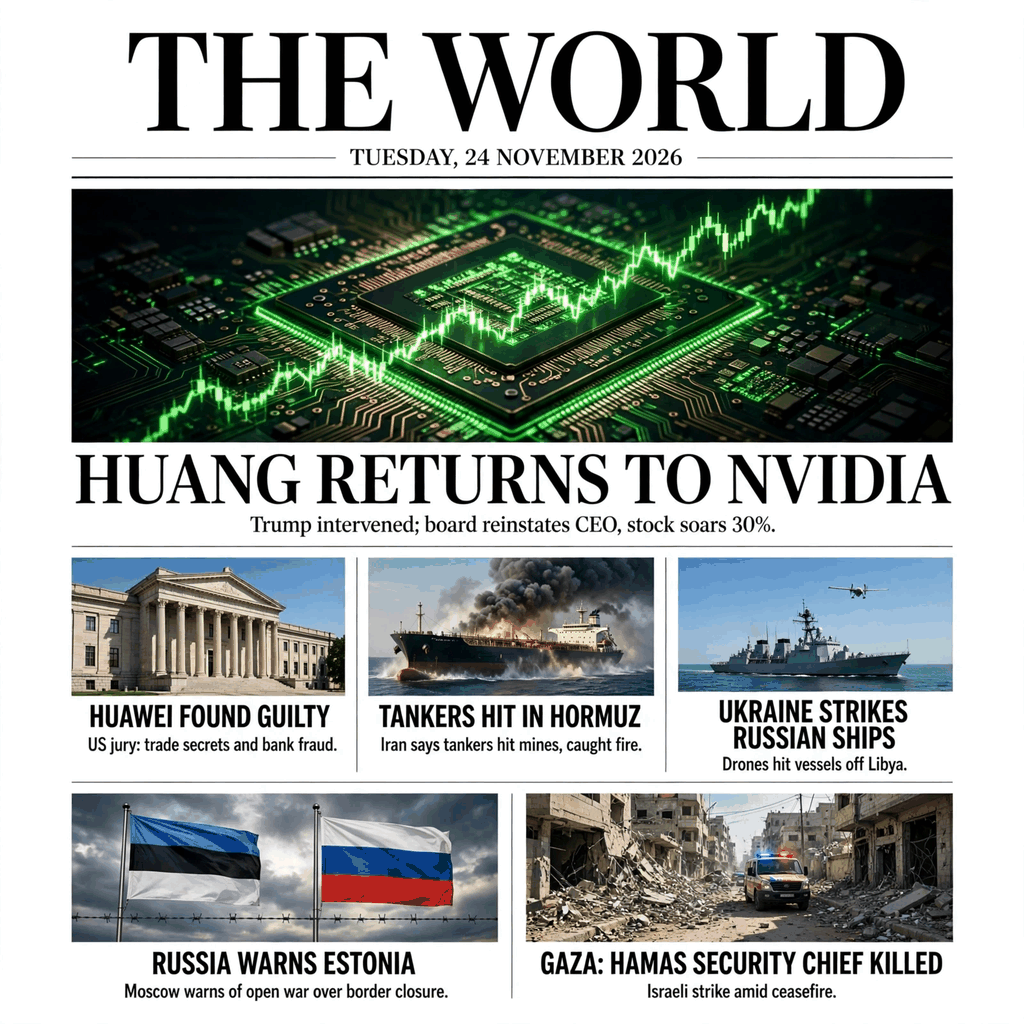 THE WORLD
TUESDAY, 24 NOVEMBER 2026
HUANG RETURNS TO NVIDIA
Trump intervened; board reinstates CEO, stock soars 30%.
HUAWEI FOUND GUILTY
US jury: trade secrets and bank fraud.
TANKERS HIT IN HORMUZ
Iran says tankers hit mines, caught fire.
UKRAINE STRIKES
RUSSIAN SHIPS
Drones hit vessels off Libya.
RUSSIA WARNS ESTONIA
Moscow warns of open war over border closure.
GAZA: HAMAS SECURITY CHIEF KILLED
Israeli strike amid ceasefire.